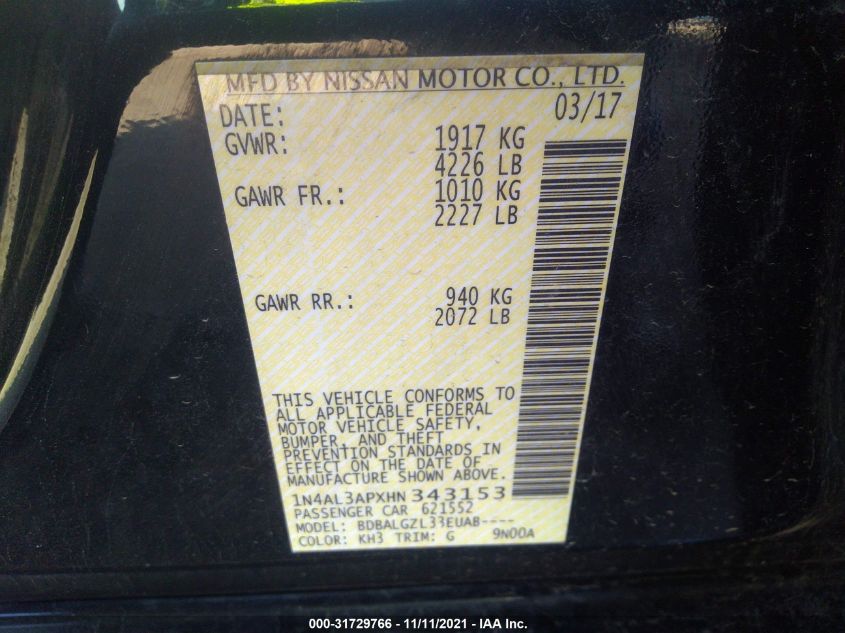 MFD BY NISSAN MOTOR CO., LTD.
DATE: 03/17
GVWR: 1917 KG
4226 LB
GAWR FR.: 1010 KG
2227 LB
GAWR RR.: 940 KG
2072 LB
THIS VEHICLE CONFORMS TO
ALL APPLICABLE FEDERAL
MOTOR VEHICLE SAFETY,
BUMPER, AND THEFT
PREVENTION STANDARDS IN
EFFECT ON THE DATE OF
MANUFACTURE SHOWN ABOVE.
1N4AL3APXHN343153
PASSENGER CAR 621552
MODEL: BDBALGZL33EUAB----
COLOR: KH3 TRIM: G 9N00A
000-31729766 - 11/11/2021 - IAA Inc.